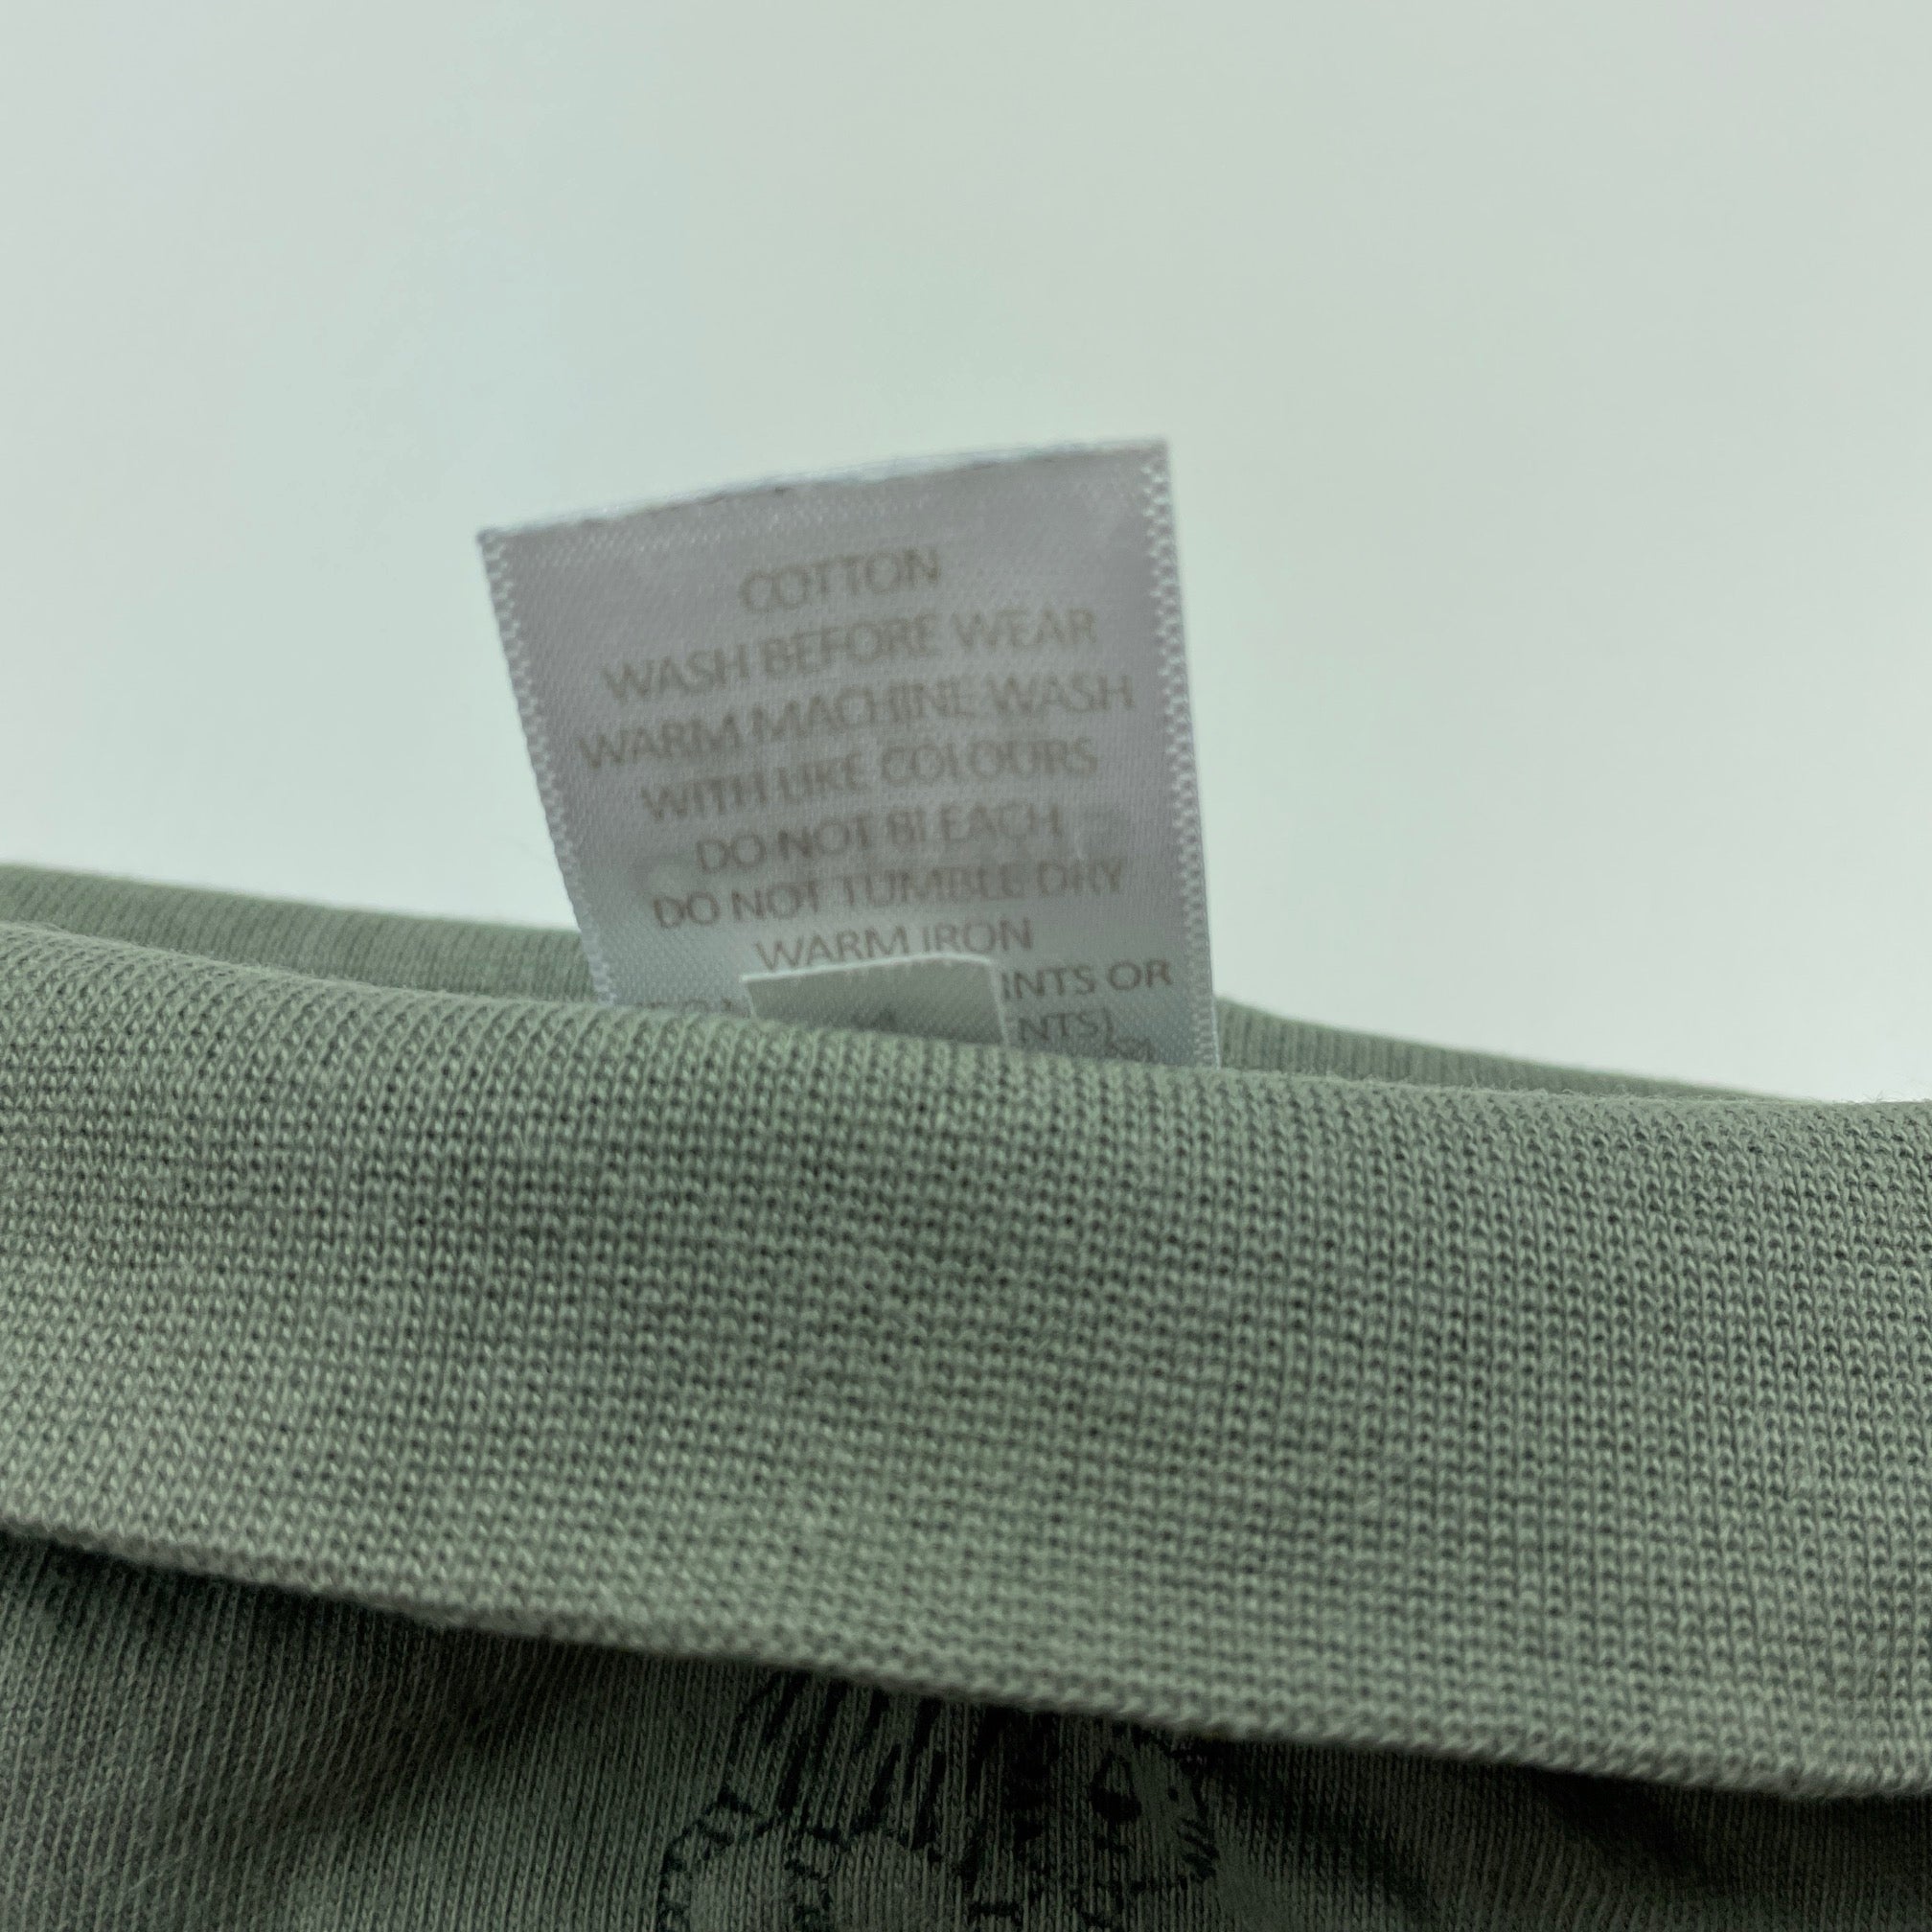 COTTON
WASH BEFORE WEAR
WARM MACHINE WASH
WITH LIKE COLOURS
DO NOT BLEACH
DO NOT TUMBLE DRY
WARM IRON
INTS OR
NTS)